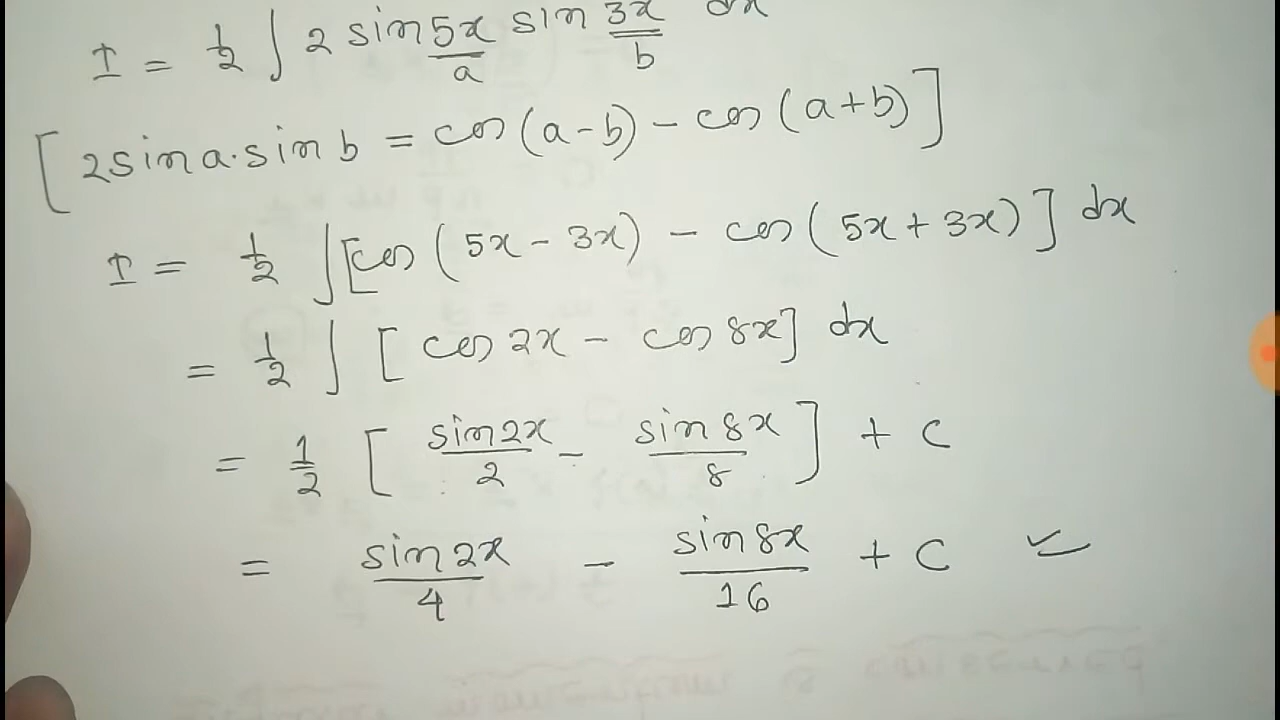 I = 1/2 ∫ 2 sin 5x/a sin 3x/b dx
[2 sin a. sin b = cos (a-b) - cos (a+b)]
I = 1/2 ∫ [cos (5x - 3x) - cos (5x + 3x)] dx
= 1/2 ∫ [cos 2x - cos 8x] dx
= 1/2 [sin 2x/2 - sin 8x/8] + C
= sin 2x/4 - sin 8x/16 + C